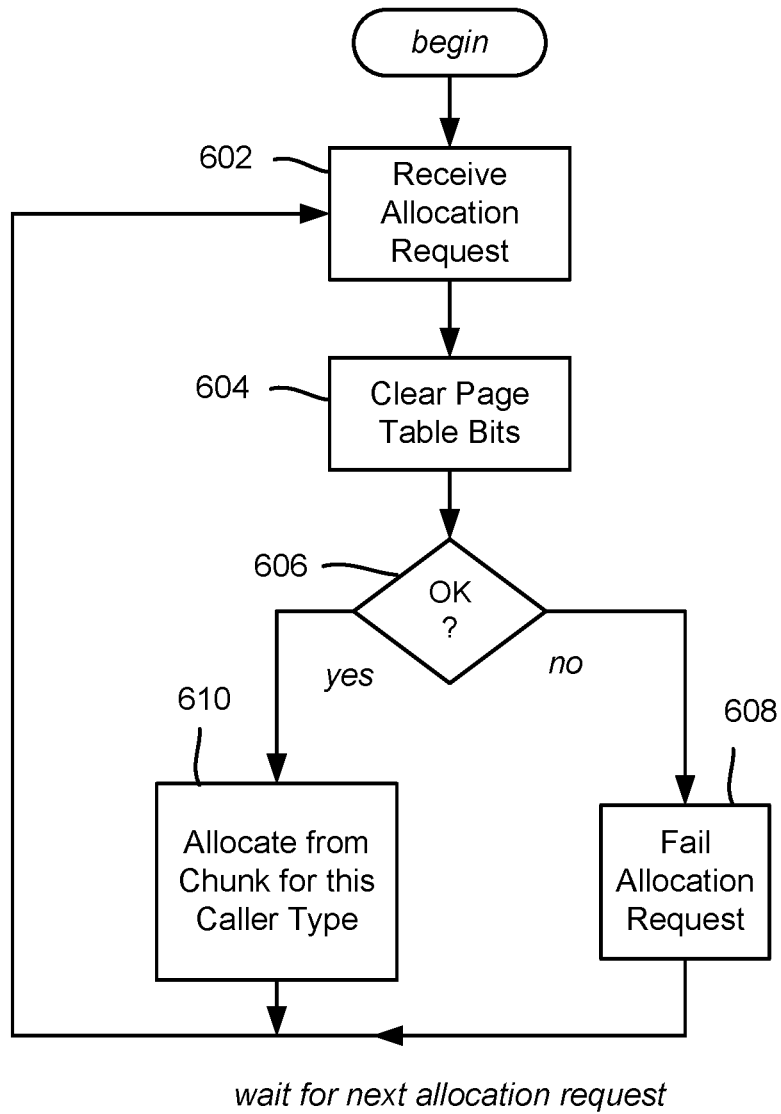 begin
602
Receive
Allocation
Request
604
Clear Page
Table Bits
606
OK
?
yes
no
610
608
Allocate from
Chunk for this
Caller Type
Fail
Allocation
Request
wait for next allocation request